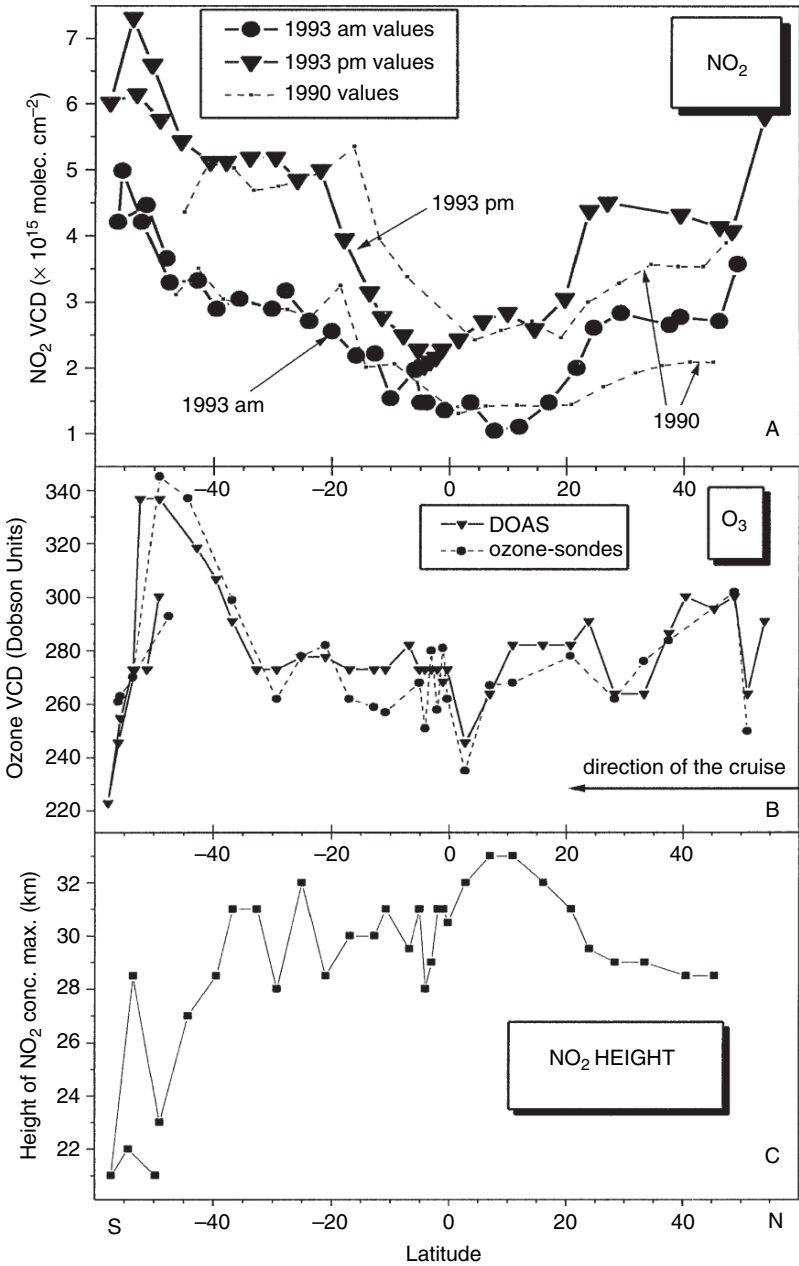 1993 am values
1993 pm values
1990 values
NO₂
7
6
5
4
3
2
1
NO₂ VCD (× 10¹⁵ molec. cm⁻²)
1993 pm
1993 am
1990
A
−40
−20
0
20
40
340
320
300
280
260
240
220
Ozone VCD (Dobson Units)
DOAS
ozone-sondes
O₃
direction of the cruise
B
−40
−20
0
20
40
32
30
28
26
24
22
Height of NO₂ conc. max. (km)
NO₂ HEIGHT
C
S
−40
−20
0
20
40
N
Latitude